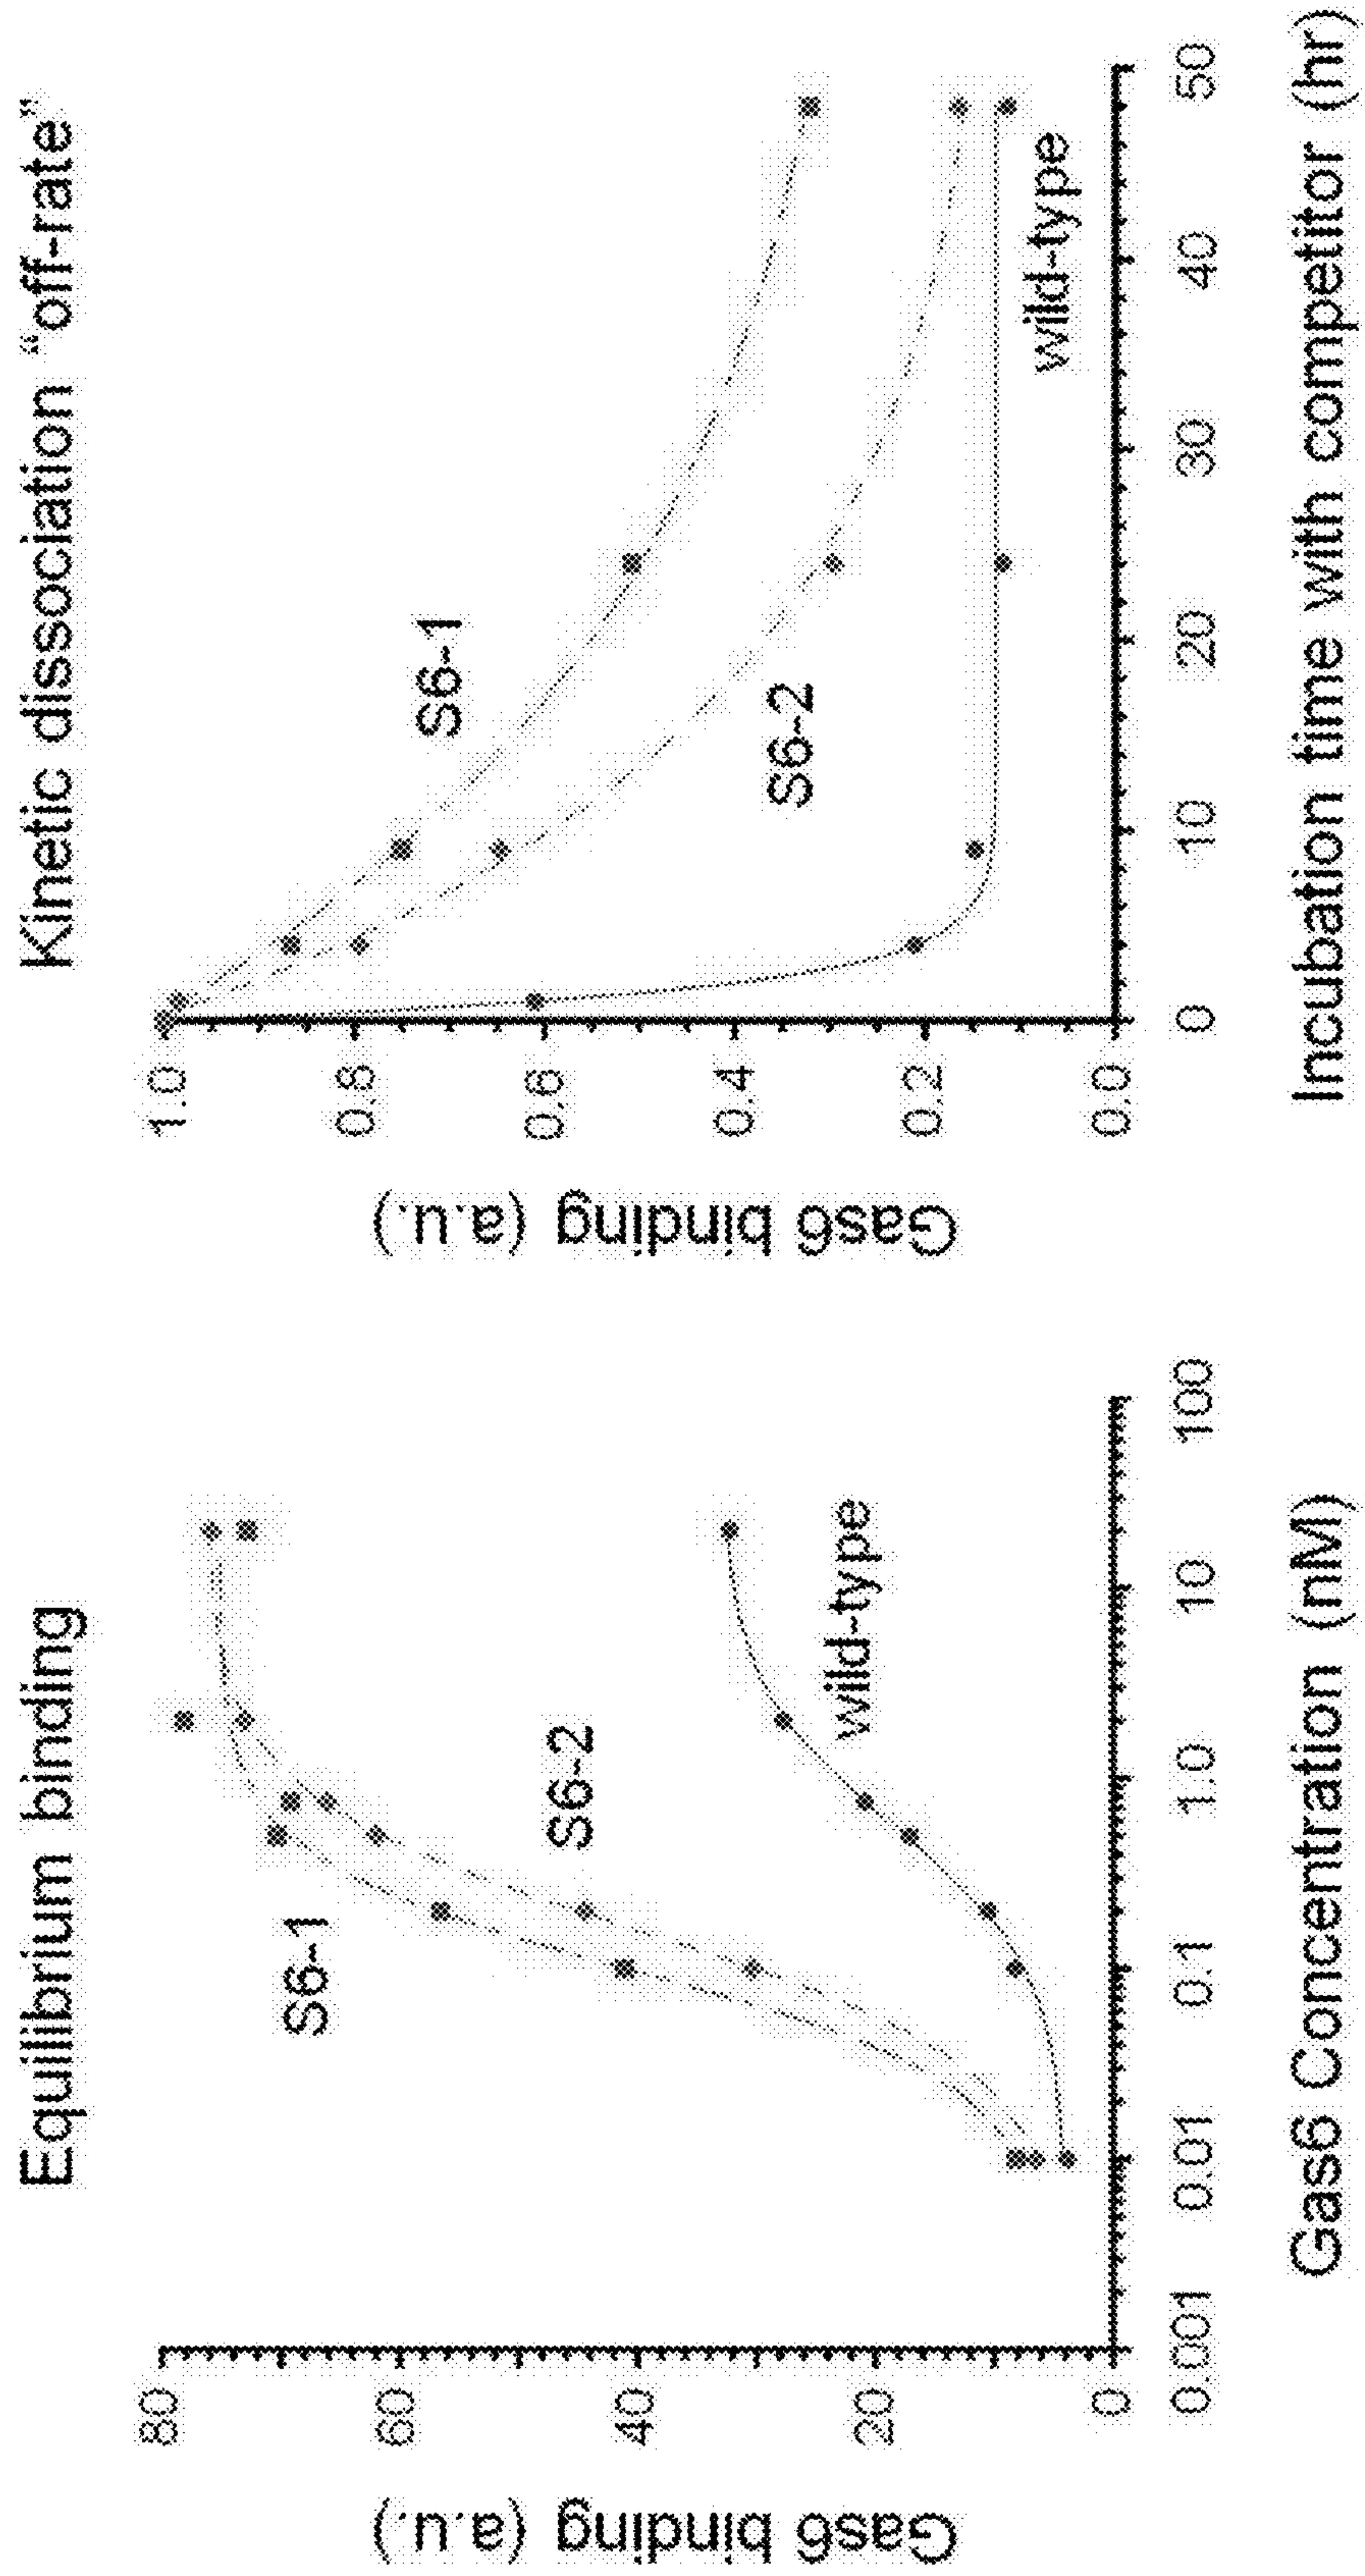 Equilibrium binding
Gas6 binding (a.u.)
80
60
40
20
0
S6-1
S6-2
wild-type
0.001
0.01
0.1
1.0
10
100
Gas6 Concentration (nM)
Kinetic dissociation “off-rate“
Gas6 binding (a.u.)
1.0
0.8
0.6
0.4
0.2
0.0
S6-1
S6-2
wild-type
0
10
20
30
40
50
Incubation time with competitor (hr)